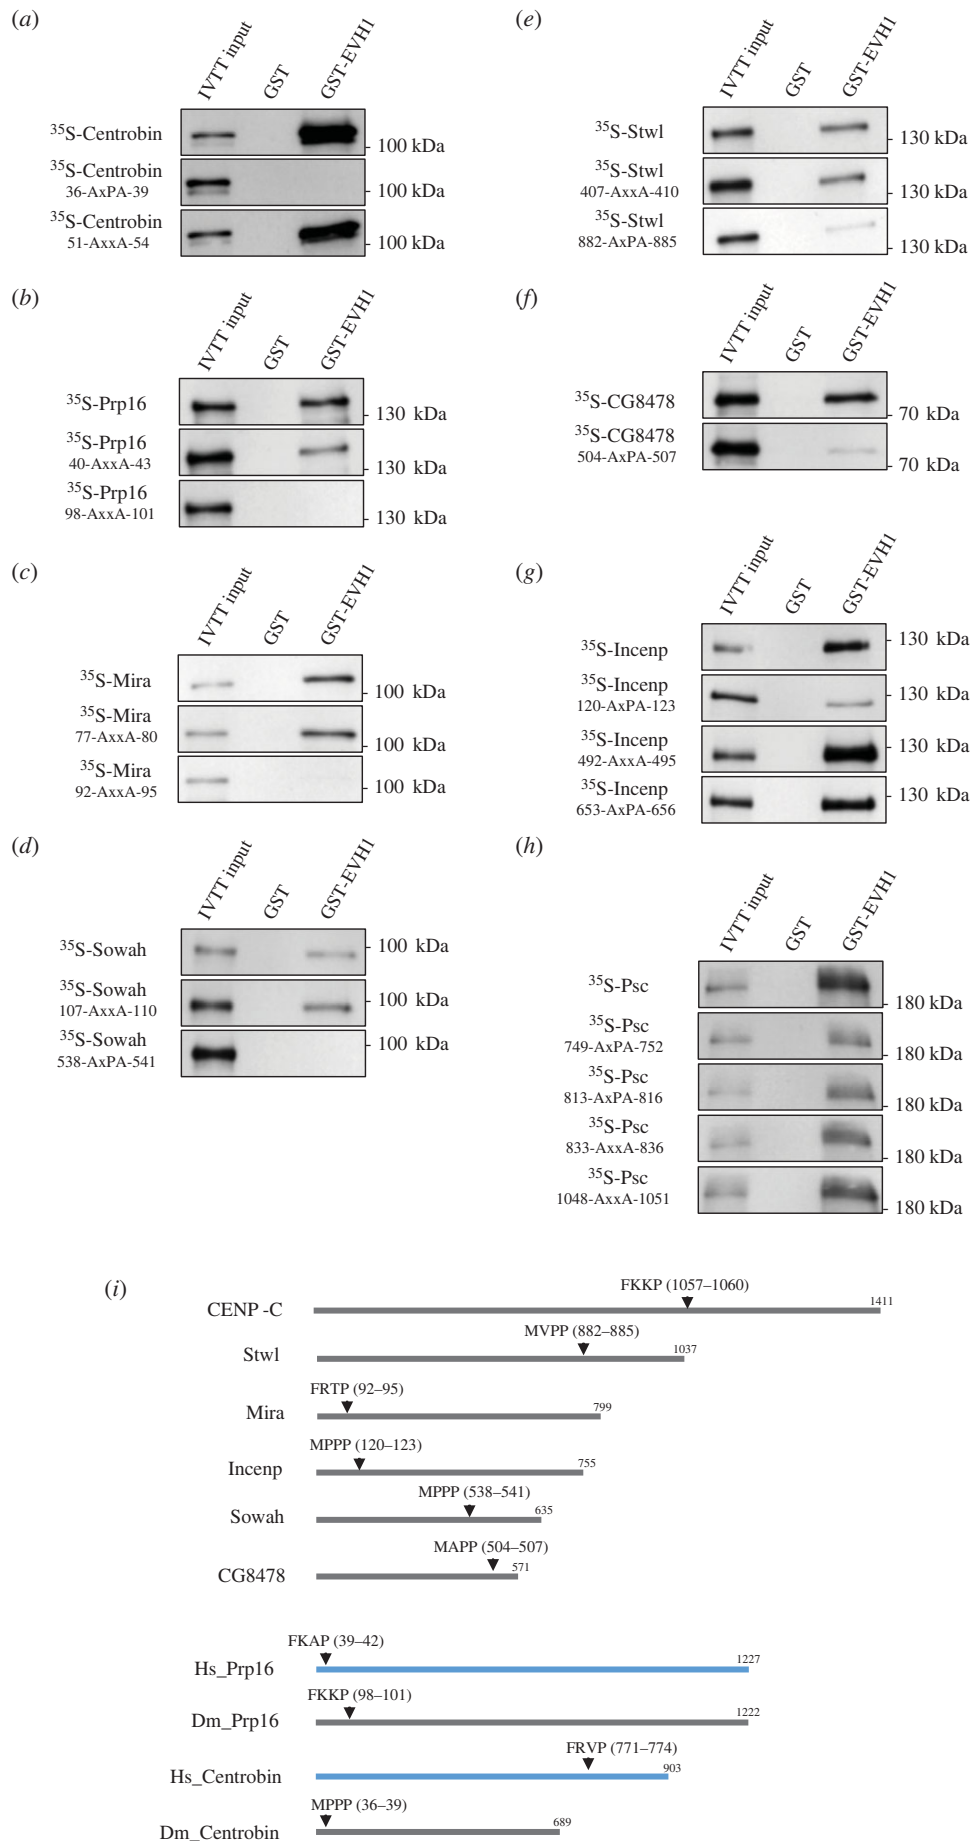 (a)
IVTT input
GST
GST-EVH1
35S-Centrobin
100 kDa
35S-Centrobin
36-AxPA-39
100 kDa
35S-Centrobin
51-AxxA-54
100 kDa
(b)
IVTT input
GST
GST-EVH1
35S-Prp16
130 kDa
35S-Prp16
40-AxxA-43
130 kDa
35S-Prp16
98-AxxA-101
130 kDa
(c)
IVTT input
GST
GST-EVH1
35S-Mira
100 kDa
35S-Mira
77-AxxA-80
100 kDa
35S-Mira
92-AxxA-95
100 kDa
(d)
IVTT input
GST
GST-EVH1
35S-Sowah
100 kDa
35S-Sowah
107-AxxA-110
100 kDa
35S-Sowah
538-AxPA-541
100 kDa
(e)
IVTT input
GST
GST-EVH1
35S-Stwl
130 kDa
35S-Stwl
407-AxxA-410
130 kDa
35S-Stwl
882-AxPA-885
130 kDa
(f)
IVTT input
GST
GST-EVH1
35S-CG8478
70 kDa
35S-CG8478
504-AxPA-507
70 kDa
(g)
IVTT input
GST
GST-EVH1
35S-Incenp
130 kDa
35S-Incenp
120-AxPA-123
130 kDa
35S-Incenp
492-AxxA-495
130 kDa
35S-Incenp
653-AxPA-656
130 kDa
(h)
IVTT input
GST
GST-EVH1
35S-Psc
180 kDa
35S-Psc
749-AxPA-752
180 kDa
35S-Psc
813-AxPA-816
180 kDa
35S-Psc
833-AxxA-836
180 kDa
35S-Psc
1048-AxxA-1051
180 kDa
(i)
FKKP (1057–1060)
CENP -C
1411
MVPP (882–885)
Stwl
1037
FRTP (92–95)
Mira
799
MPPP (120–123)
Incenp
755
MPPP (538–541)
Sowah
635
MAPP (504–507)
CG8478
571
FKAP (39–42)
Hs_Prp16
1227
FKKP (98–101)
Dm_Prp16
1222
FRVP (771–774)
Hs_Centrobin
903
MPPP (36–39)
Dm_Centrobin
689